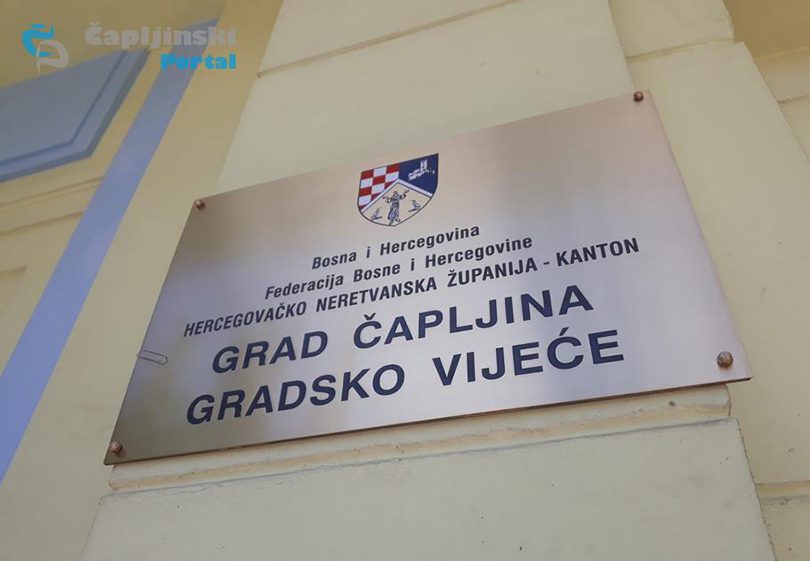 Čapljinski
Portal
Bosna i Hercegovina
Federacija Bosne i Hercegovine
HERCEGOVAČKO NERETVANSKA ŽUPANIJA - KANTON
GRAD ČAPLJINA
GRADSKO VIJEĆE